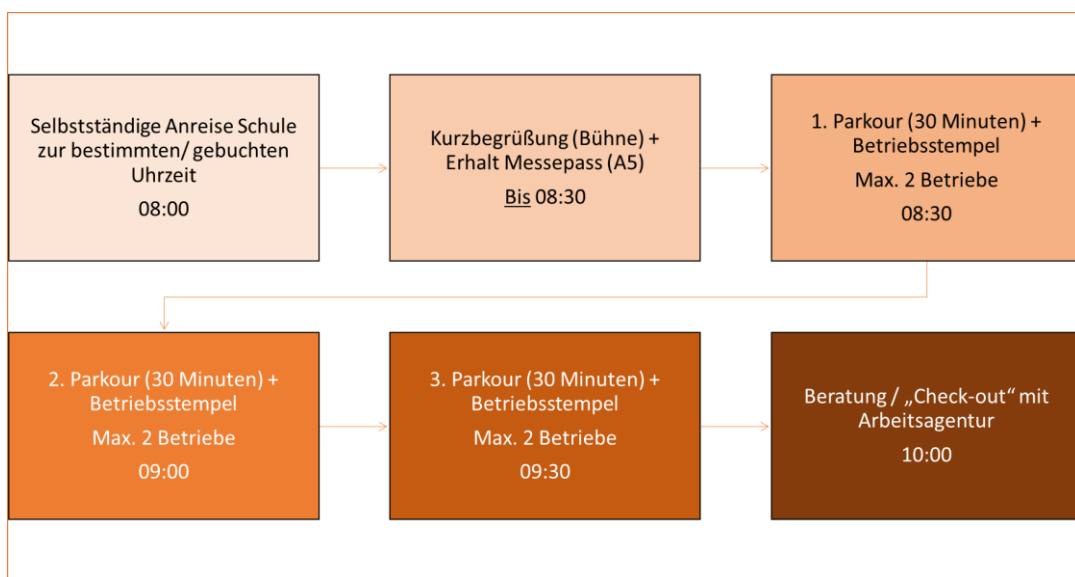 Selbstständige Anreise Schule
zur bestimmten/ gebuchten
Uhrzeit
08:00
Kurzbegrüßung (Bühne) +
Erhalt Messepass (A5)
Bis 08:30
1. Parkour (30 Minuten) +
Betriebsstempel
Max. 2 Betriebe
08:30
2. Parkour (30 Minuten) +
Betriebsstempel
Max. 2 Betriebe
09:00
3. Parkour (30 Minuten) +
Betriebsstempel
Max. 2 Betriebe
09:30
Beratung / „Check-out“ mit
Arbeitsagentur
10:00